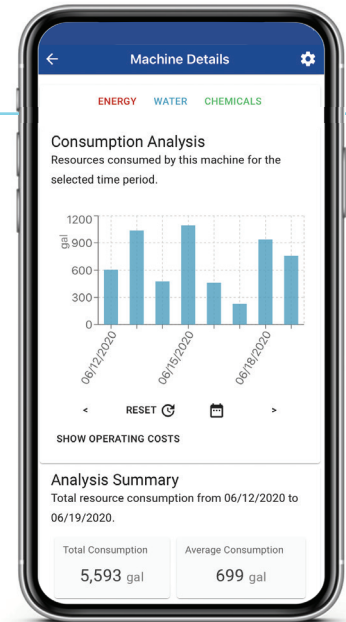 Machine Details
ENERGY WATER CHEMICALS
Consumption Analysis
Resources consumed by this machine for the
selected time period.
1200
900
600
300
0
gal
06/12/2020
06/15/2020
06/18/2020
< RESET >
SHOW OPERATING COSTS
Analysis Summary
Total resource consumption from 06/12/2020 to
06/19/2020.
Total Consumption Average Consumption
5,593 gal 699 gal